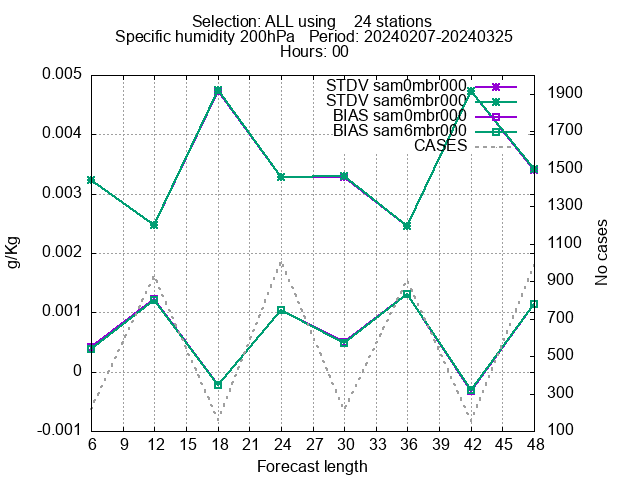 Selection: ALL using    24 stations
Specific humidity 200hPa   Period: 20240207-20240325
Hours: 00
STDV sam0mbr000
STDV sam6mbr000
BIAS sam0mbr000
BIAS sam6mbr000
CASES
0.005
0.004
0.003
0.002
0.001
0
-0.001
g/Kg
1900
1700
1500
1300
1100
900
700
500
300
100
No cases
6 9 12 15 18 21 24 27 30 33 36 39 42 45 48
Forecast length